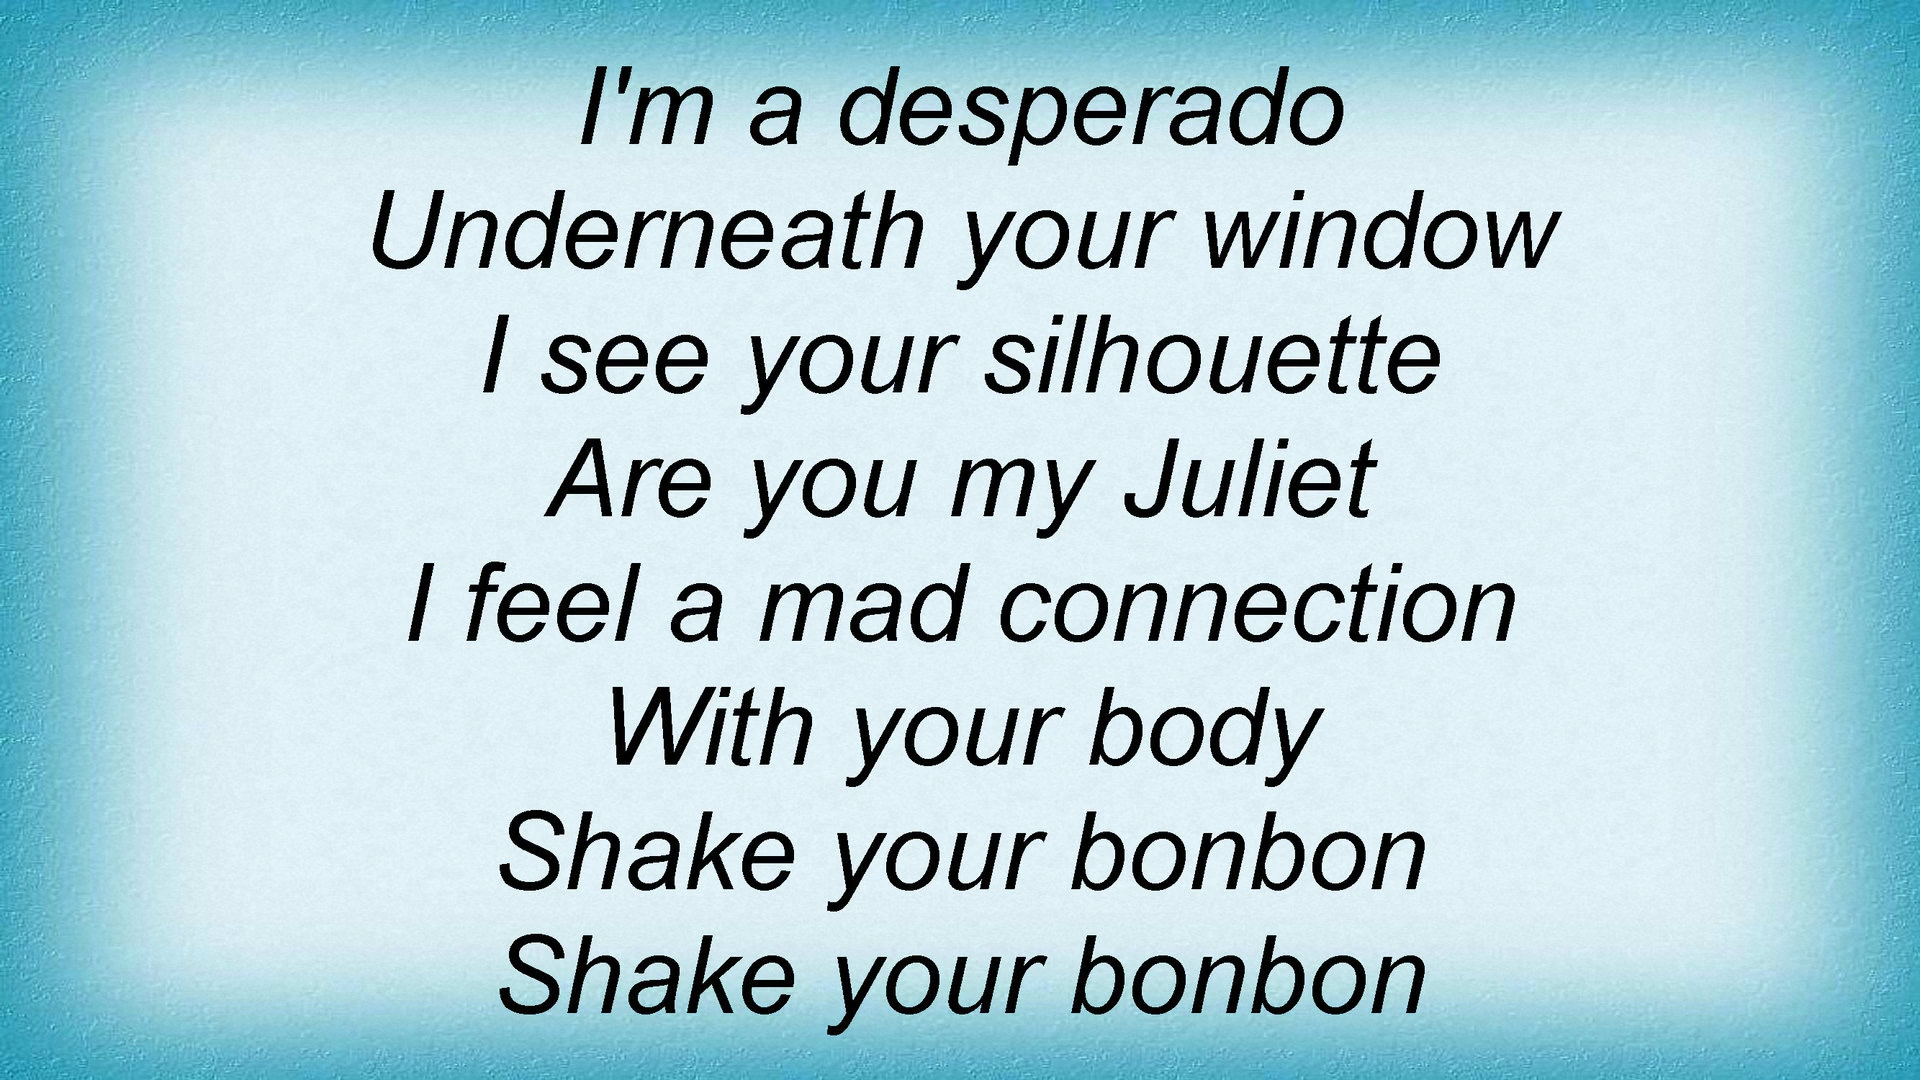 I'm a desperado
Underneath your window
I see your silhouette
Are you my Juliet
I feel a mad connection
With your body
Shake your bonbon
Shake your bonbon